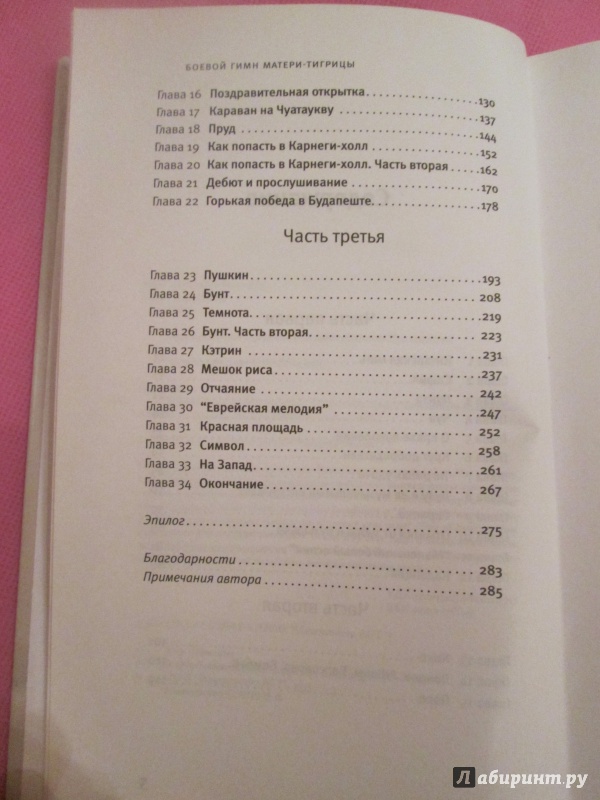 БОЕВОЙ ГИМН МАТЕРИ-ТИГРИЦЫ
Глава 16 Поздравительная открытка 130
Глава 17 Караван на Чуатаукву 137
Глава 18 Пруд 144
Глава 19 Как попасть в Карнеги-холл 152
Глава 20 Как попасть в Карнеги-холл. Часть вторая 162
Глава 21 Дебют и прослушивание 170
Глава 22 Горькая победа в Будапеште. 178
Часть третья
Глава 23 Пушкин 193
Глава 24 Бунт. 208
Глава 25 Темнота. 219
Глава 26 Бунт. Часть вторая. 223
Глава 27 Кэтрин 231
Глава 28 Мешок риса 237
Глава 29 Отчаяние 242
Глава 30 "Еврейская мелодия" 247
Глава 31 Красная площадь 252
Глава 32 Символ 258
Глава 33 На Запад. 261
Глава 34 Окончание 267
Эпилог 275
Благодарности 283
Примечания автора 285
Часть вторая
Лабиринт.ру